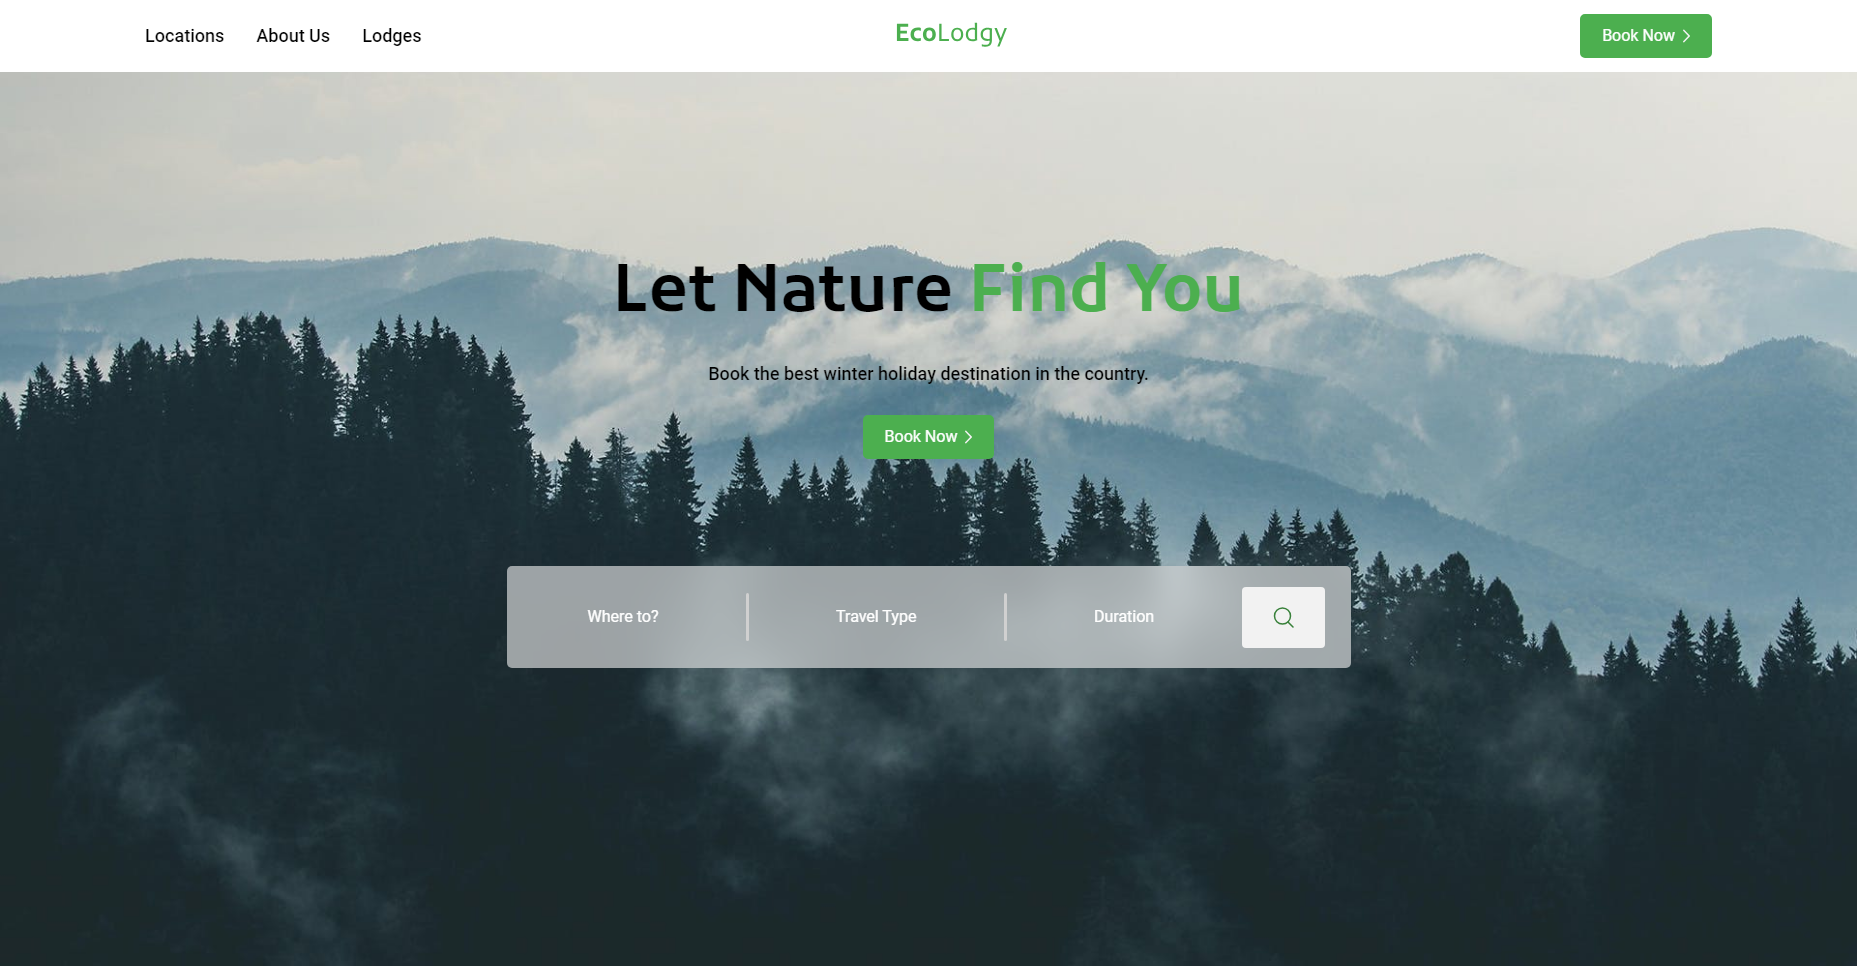 Locations About Us Lodges EcoLodgy Book Now
Let Nature Find You
Book the best winter holiday destination in the country.
Book Now
Where to? Travel Type Duration